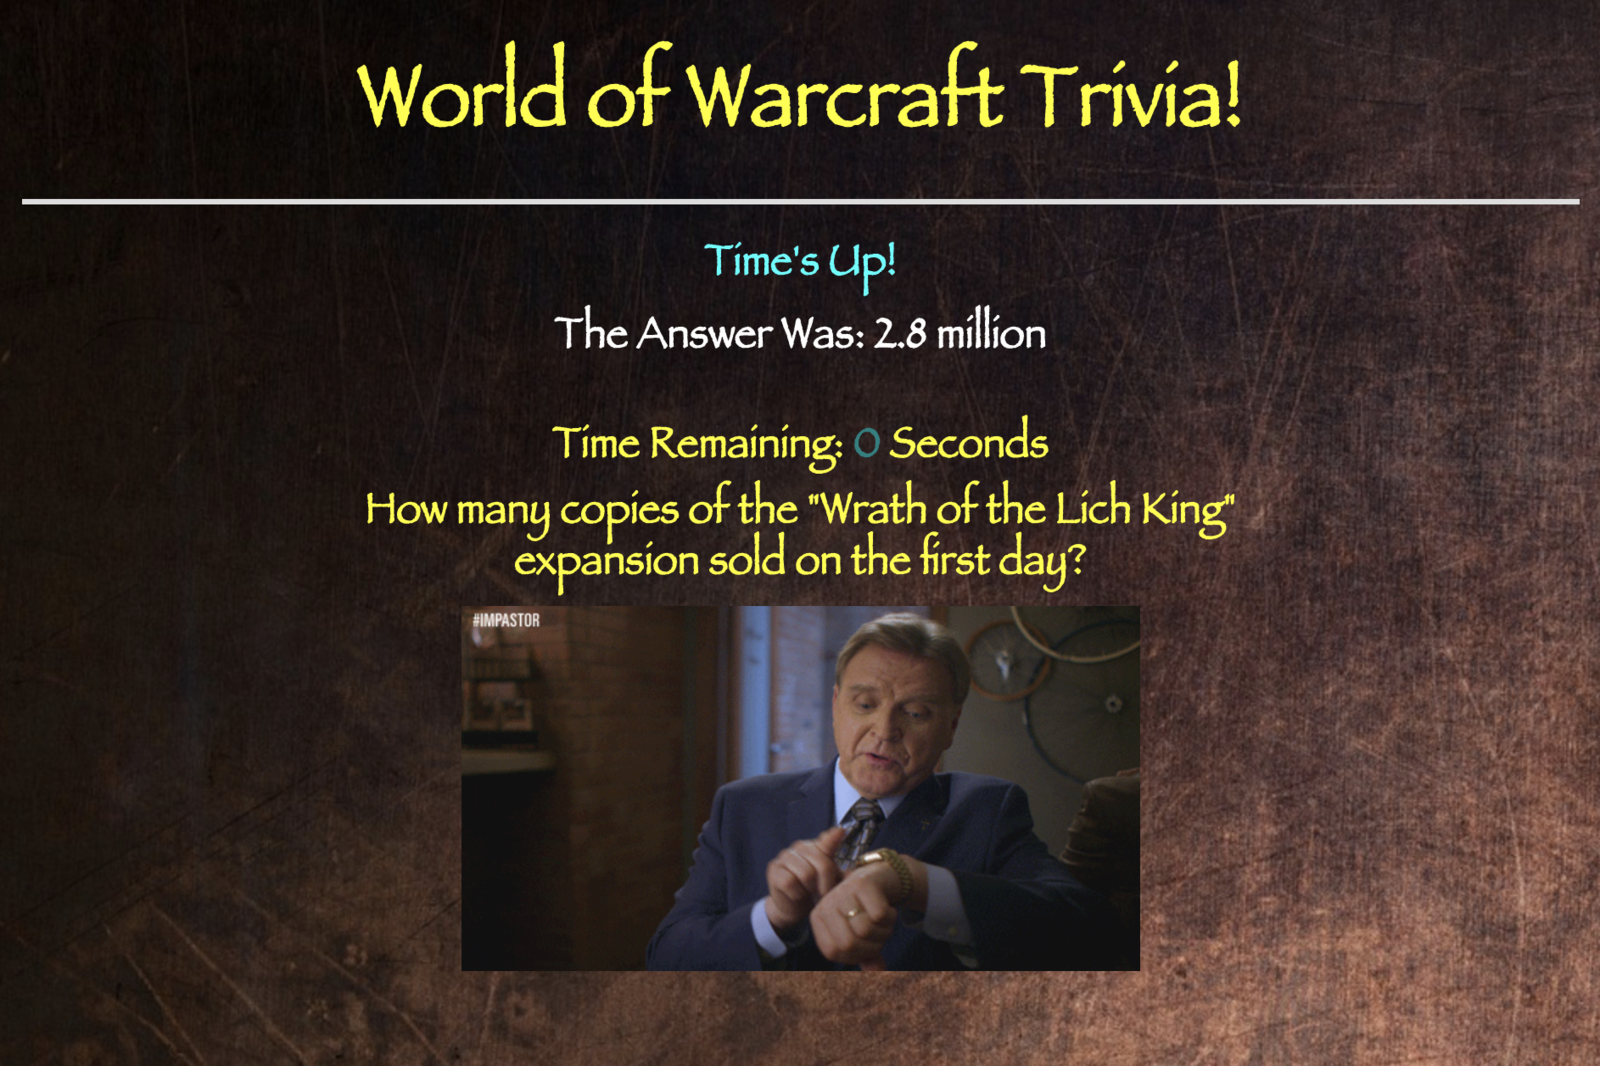 World of Warcraft Trivia!
Time's Up!
The Answer Was: 2.8 million
Time Remaining: 0 Seconds
How many copies of the "Wrath of the Lich King"
expansion sold on the first day?
#IMPASTOR